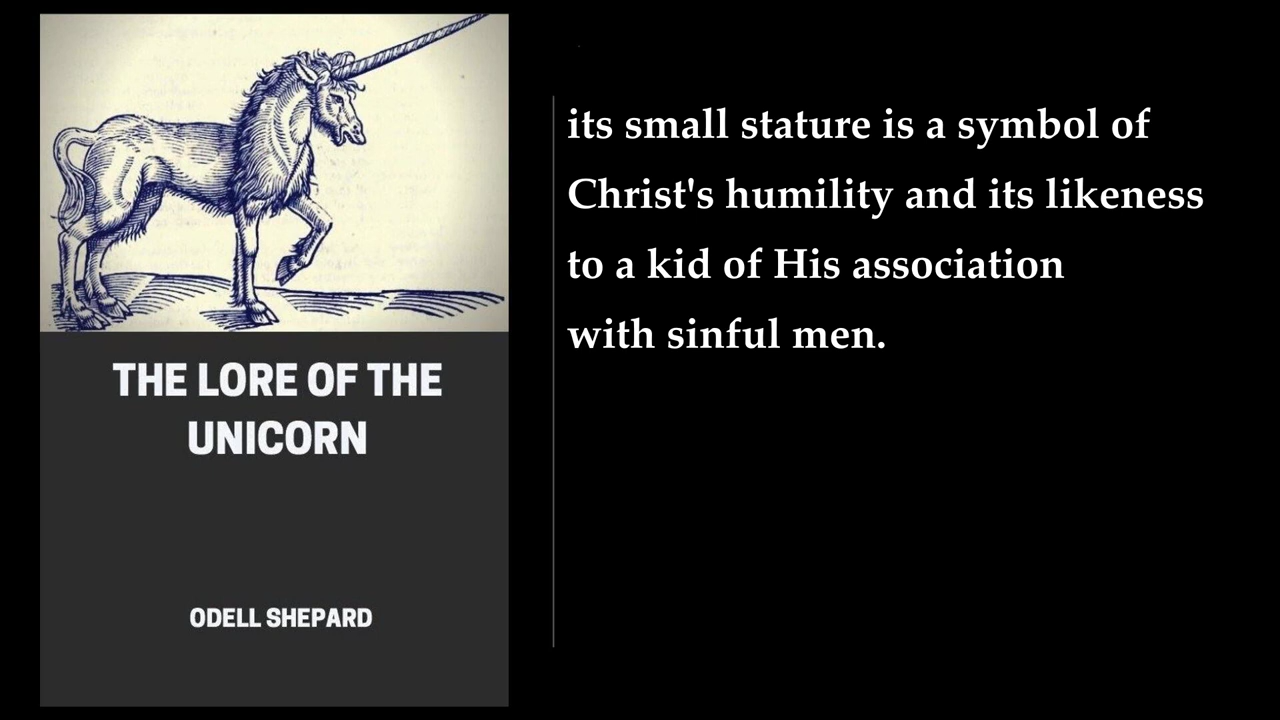 THE LORE OF THE
UNICORN
ODELL SHEPARD
its small stature is a symbol of
Christ's humility and its likeness
to a kid of His association
with sinful men.